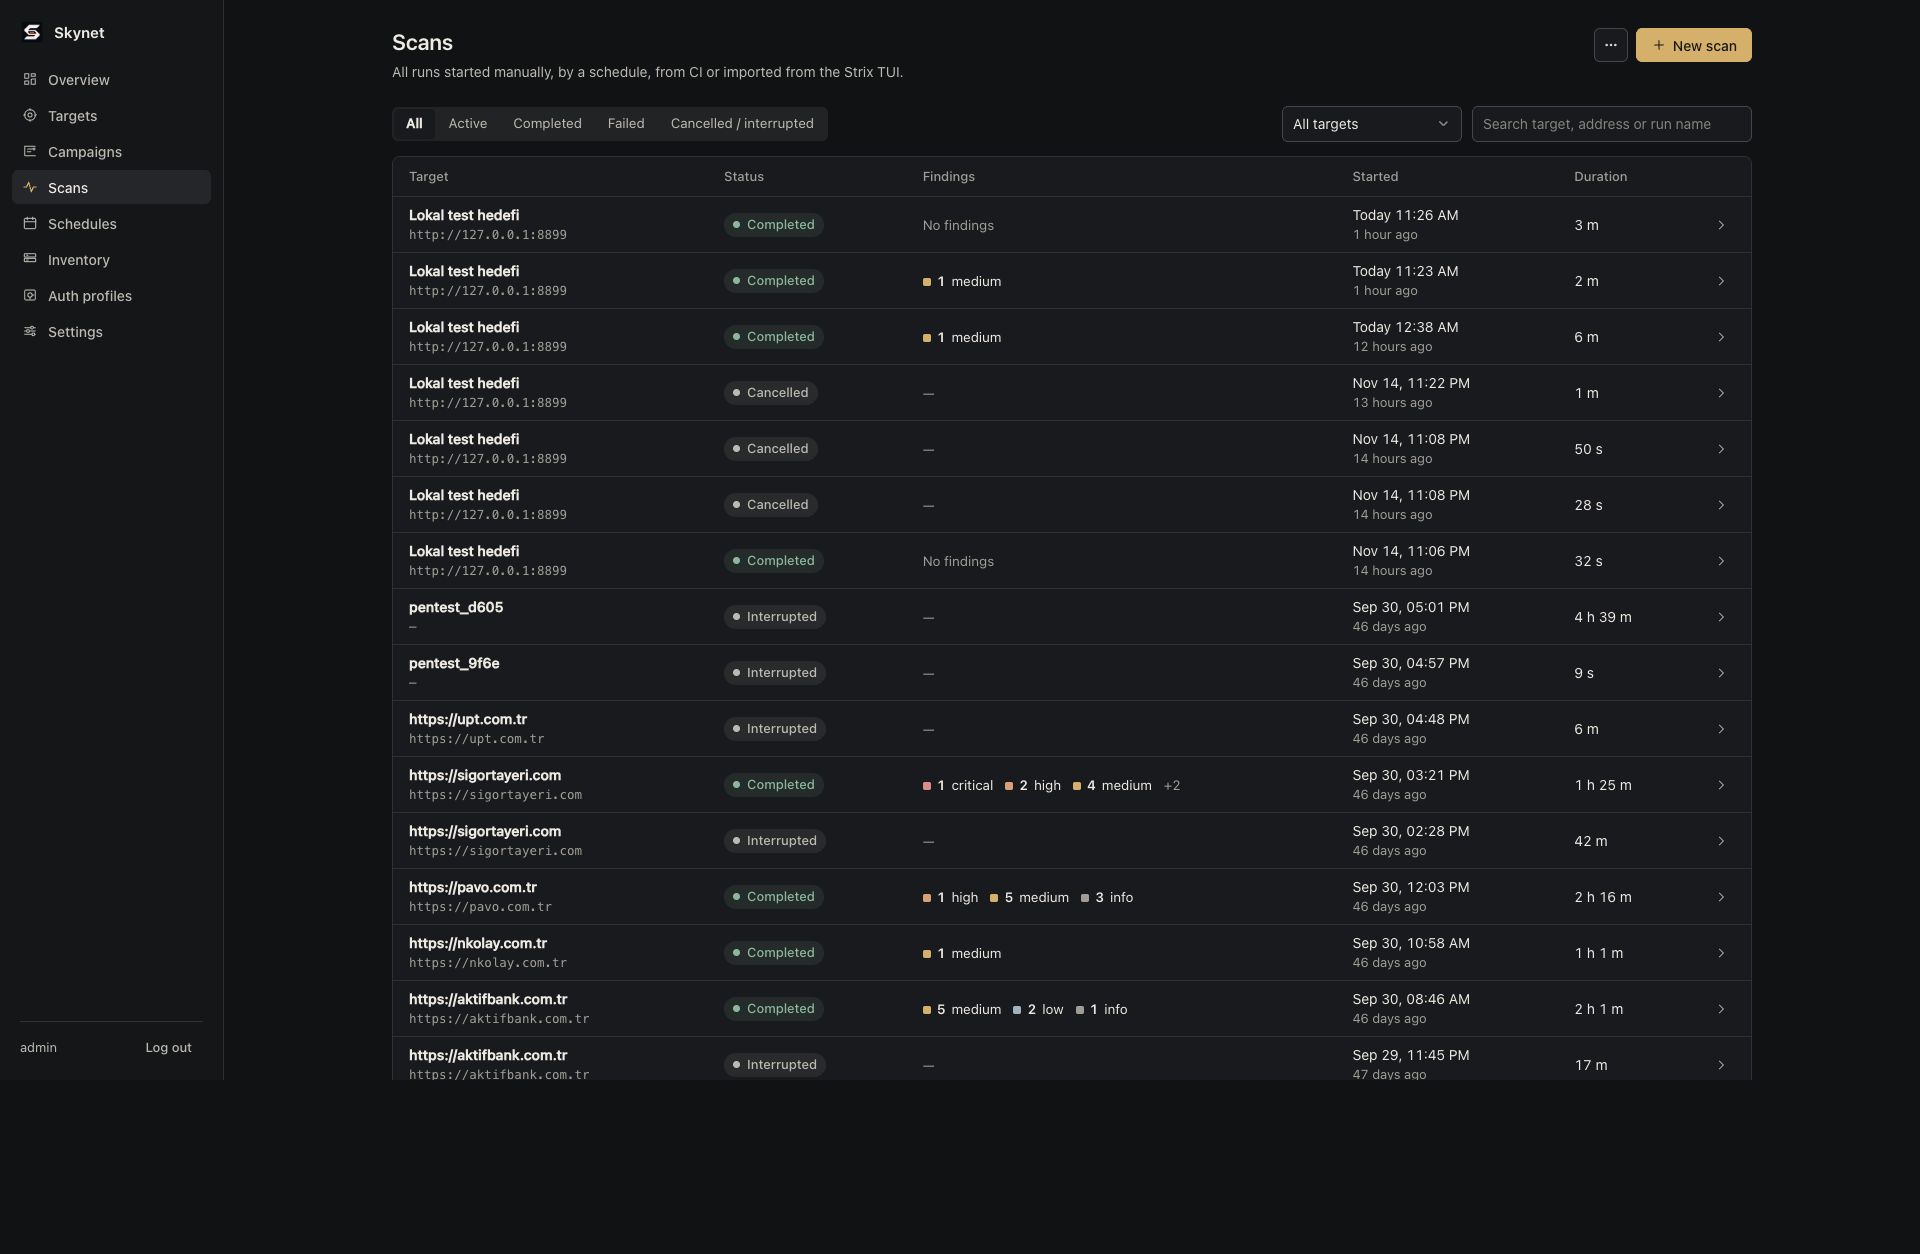 Skynet
Overview
Targets
Campaigns
Scans
Schedules
Inventory
Auth profiles
Settings
admin Log out
Scans
All runs started manually, by a schedule, from CI or imported from the Strix TUI.
... + New scan
All Active Completed Failed Cancelled / interrupted
All targets Search target, address or run name
Target Status Findings Started Duration
Lokal test hedefi Completed No findings Today 11:26 AM 3 m
http://127.0.0.1:8899 1 hour ago
Lokal test hedefi Completed 1 medium Today 11:23 AM 2 m
http://127.0.0.1:8899 1 hour ago
Lokal test hedefi Completed 1 medium Today 12:38 AM 6 m
http://127.0.0.1:8899 12 hours ago
Lokal test hedefi Cancelled — Nov 14, 11:22 PM 1 m
http://127.0.0.1:8899 13 hours ago
Lokal test hedefi Cancelled — Nov 14, 11:08 PM 50 s
http://127.0.0.1:8899 14 hours ago
Lokal test hedefi Cancelled — Nov 14, 11:08 PM 28 s
http://127.0.0.1:8899 14 hours ago
Lokal test hedefi Completed No findings Nov 14, 11:06 PM 32 s
http://127.0.0.1:8899 14 hours ago
pentest_d605 Interrupted — Sep 30, 05:01 PM 4 h 39 m
— 46 days ago
pentest_9f6e Interrupted — Sep 30, 04:57 PM 9 s
— 46 days ago
https://upt.com.tr Interrupted — Sep 30, 04:48 PM 6 m
https://upt.com.tr 46 days ago
https://sigortayeri.com Completed 1 critical 2 high 4 medium +2 Sep 30, 03:21 PM 1 h 25 m
https://sigortayeri.com 46 days ago
https://sigortayeri.com Interrupted — Sep 30, 02:28 PM 42 m
https://sigortayeri.com 46 days ago
https://pavo.com.tr Completed 1 high 5 medium 3 info Sep 30, 12:03 PM 2 h 16 m
https://pavo.com.tr 46 days ago
https://nkolay.com.tr Completed 1 medium Sep 30, 10:58 AM 1 h 1 m
https://nkolay.com.tr 46 days ago
https://aktifbank.com.tr Completed 5 medium 2 low 1 info Sep 30, 08:46 AM 2 h 1 m
https://aktifbank.com.tr 46 days ago
https://aktifbank.com.tr Interrupted — Sep 29, 11:45 PM 17 m
https://aktifbank.com.tr 47 days ago